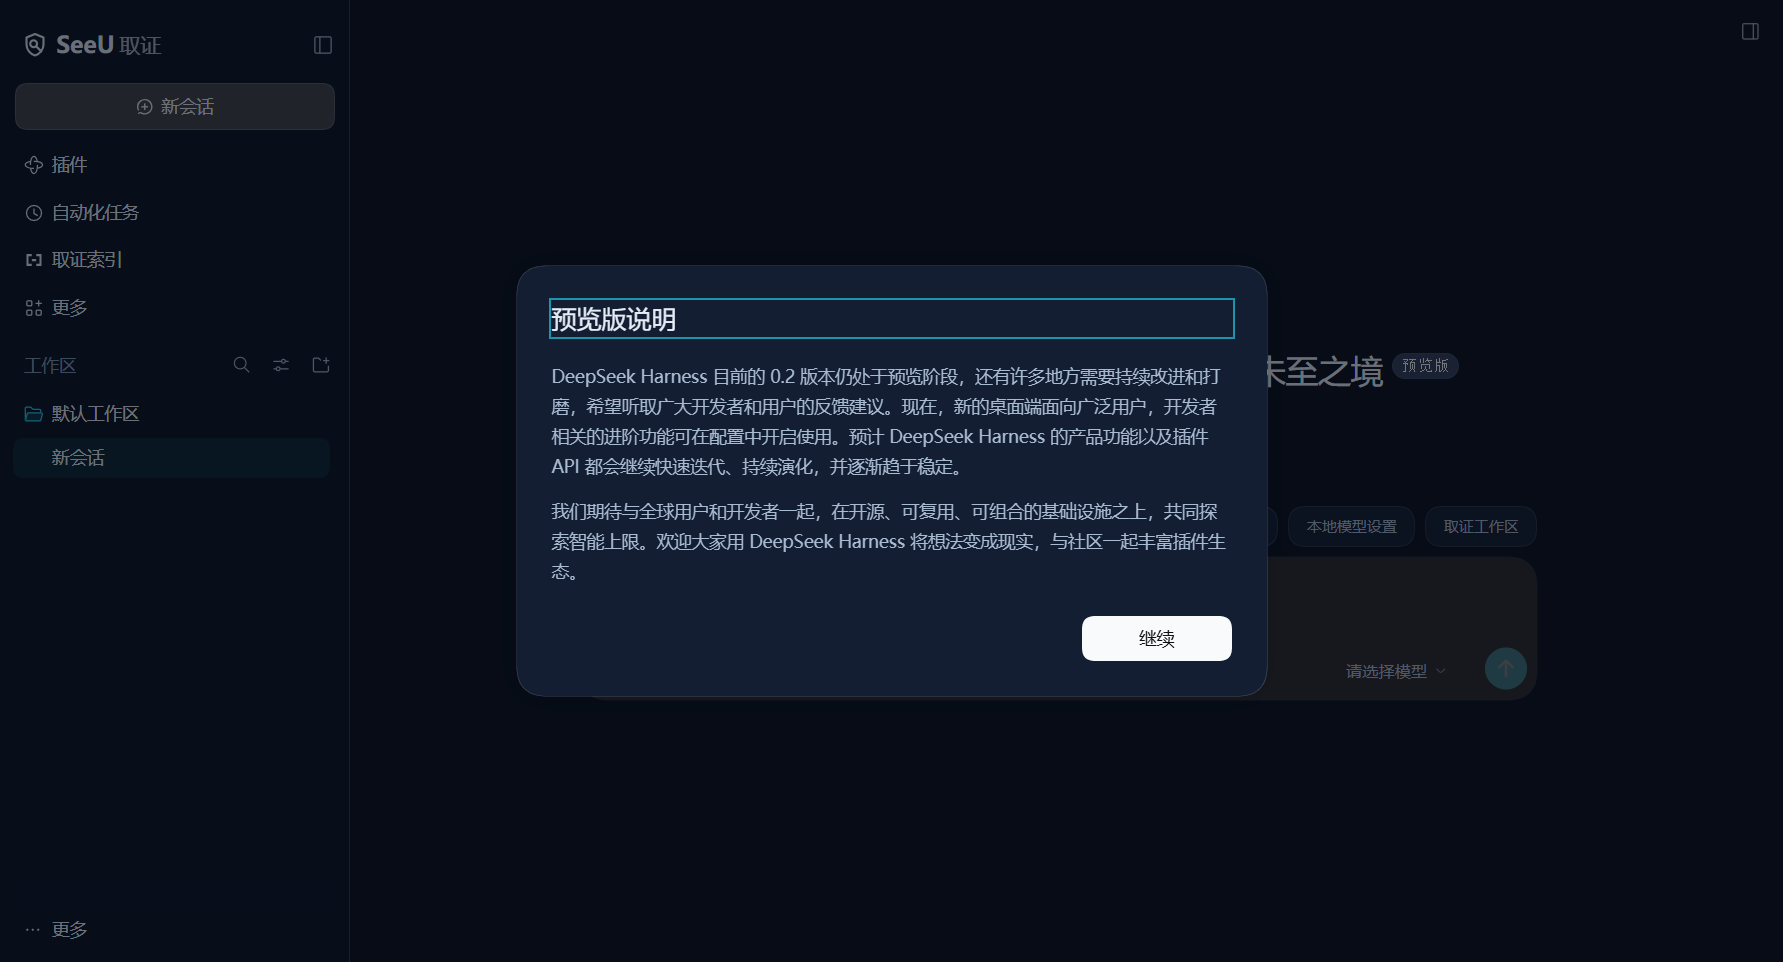 SeeU 取证
新会话
插件
自动化任务
取证索引
更多
工作区
默认工作区
新会话
更多
预览版说明
DeepSeek Harness 目前的 0.2 版本仍处于预览阶段，还有许多地方需要持续改进和打
磨，希望听取广大开发者和用户的反馈建议。现在，新的桌面端面向广泛用户，开发者
相关的进阶功能可在配置中开启使用。预计 DeepSeek Harness 的产品功能以及插件
API 都会继续快速迭代、持续演化，并逐渐趋于稳定。
我们期待与全球用户和开发者一起，在开源、可复用、可组合的基础设施之上，共同探
索智能上限。欢迎大家用 DeepSeek Harness 将想法变成现实，与社区一起丰富插件生
态。
继续
未至之境 预览版
本地模型设置 取证工作区
请选择模型